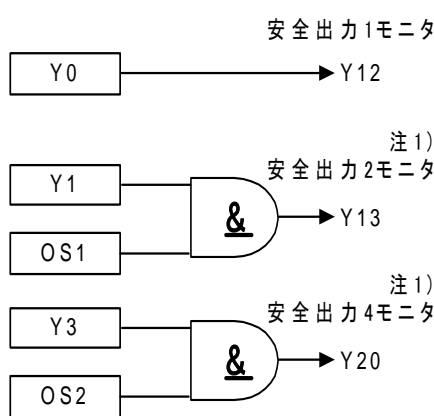 安全出力1モニタ
Y0
Y12
注1)
安全出力2モニタ
Y1
&
Y13
OS1
注1)
安全出力4モニタ
Y3
&
Y20
OS2